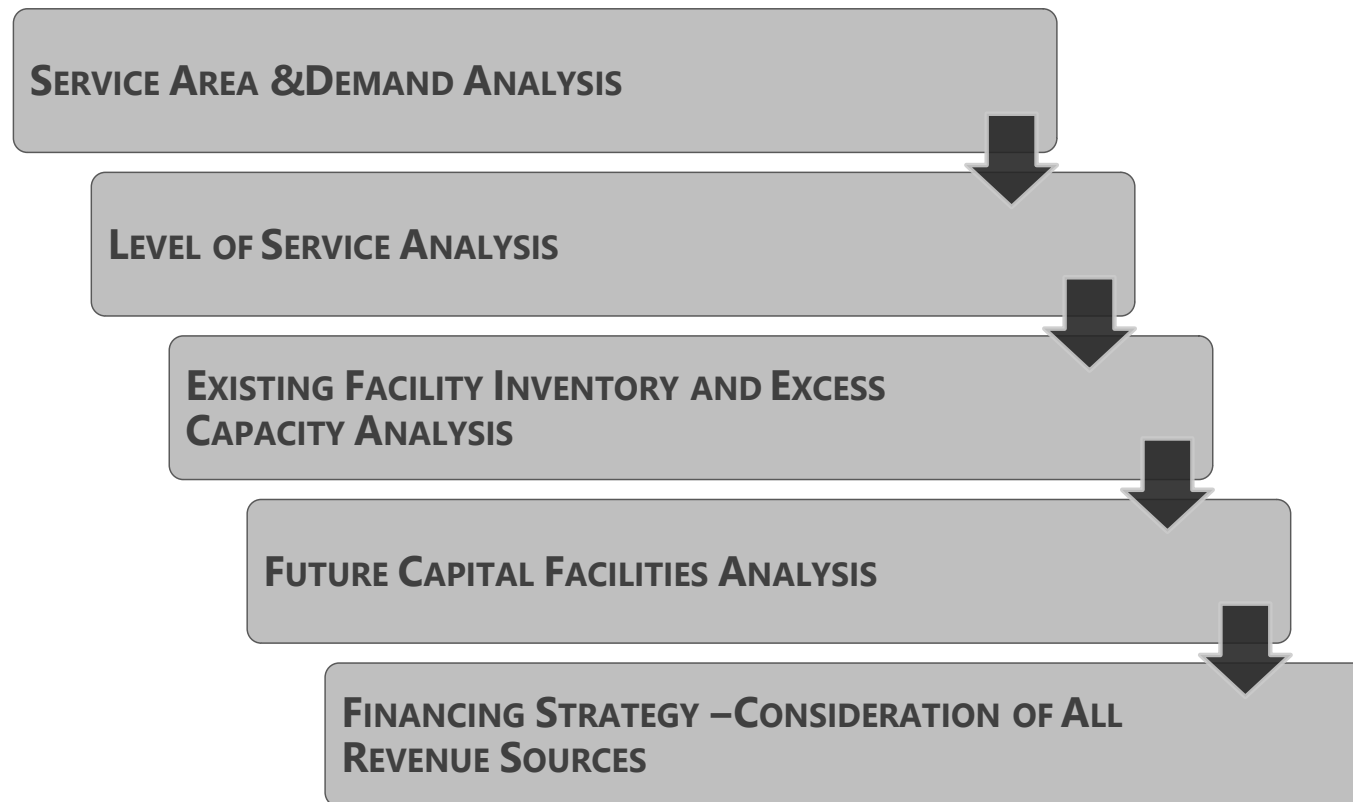 SERVICE AREA &DEMAND ANALYSIS
LEVEL OF SERVICE ANALYSIS
EXISTING FACILITY INVENTORY AND EXCESS
CAPACITY ANALYSIS
FUTURE CAPITAL FACILITIES ANALYSIS
FINANCING STRATEGY –CONSIDERATION OF ALL
REVENUE SOURCES